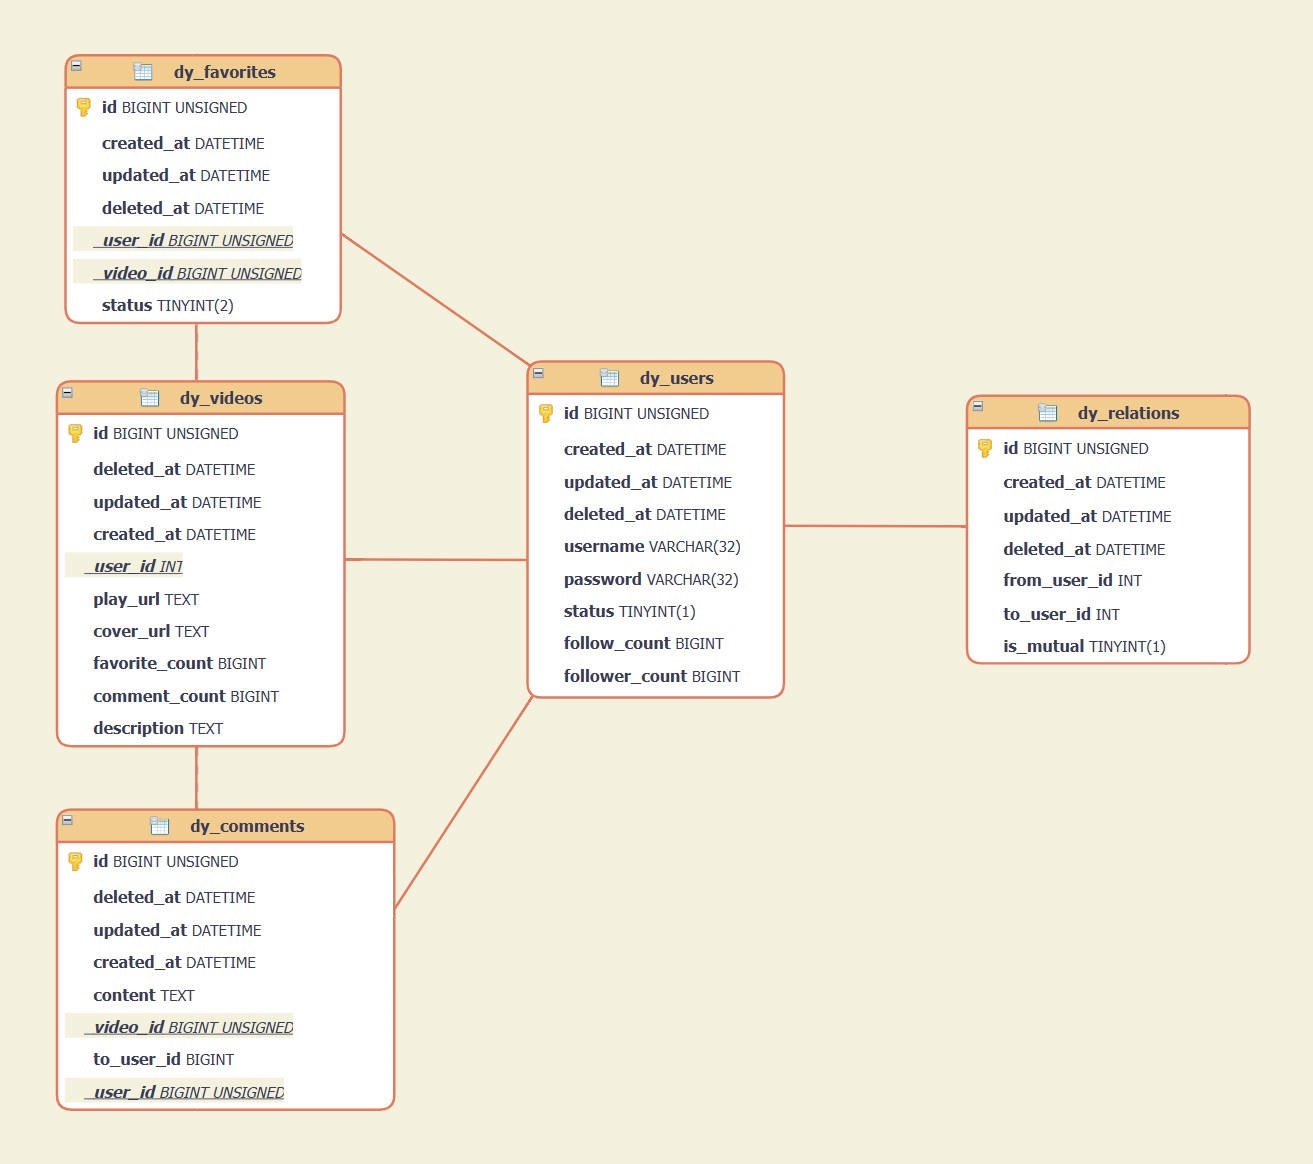 dy_favorites
id BIGINT UNSIGNED
created_at DATETIME
updated_at DATETIME
deleted_at DATETIME
user_id BIGINT UNSIGNED
video_id BIGINT UNSIGNED
status TINYINT(2)
dy_videos
id BIGINT UNSIGNED
deleted_at DATETIME
updated_at DATETIME
created_at DATETIME
user_id INT
play_url TEXT
cover_url TEXT
favorite_count BIGINT
comment_count BIGINT
description TEXT
dy_comments
id BIGINT UNSIGNED
deleted_at DATETIME
updated_at DATETIME
created_at DATETIME
content TEXT
video_id BIGINT UNSIGNED
to_user_id BIGINT
user_id BIGINT UNSIGNED
dy_users
id BIGINT UNSIGNED
created_at DATETIME
updated_at DATETIME
deleted_at DATETIME
username VARCHAR(32)
password VARCHAR(32)
status TINYINT(1)
follow_count BIGINT
follower_count BIGINT
dy_relations
id BIGINT UNSIGNED
created_at DATETIME
updated_at DATETIME
deleted_at DATETIME
from_user_id INT
to_user_id INT
is_mutual TINYINT(1)